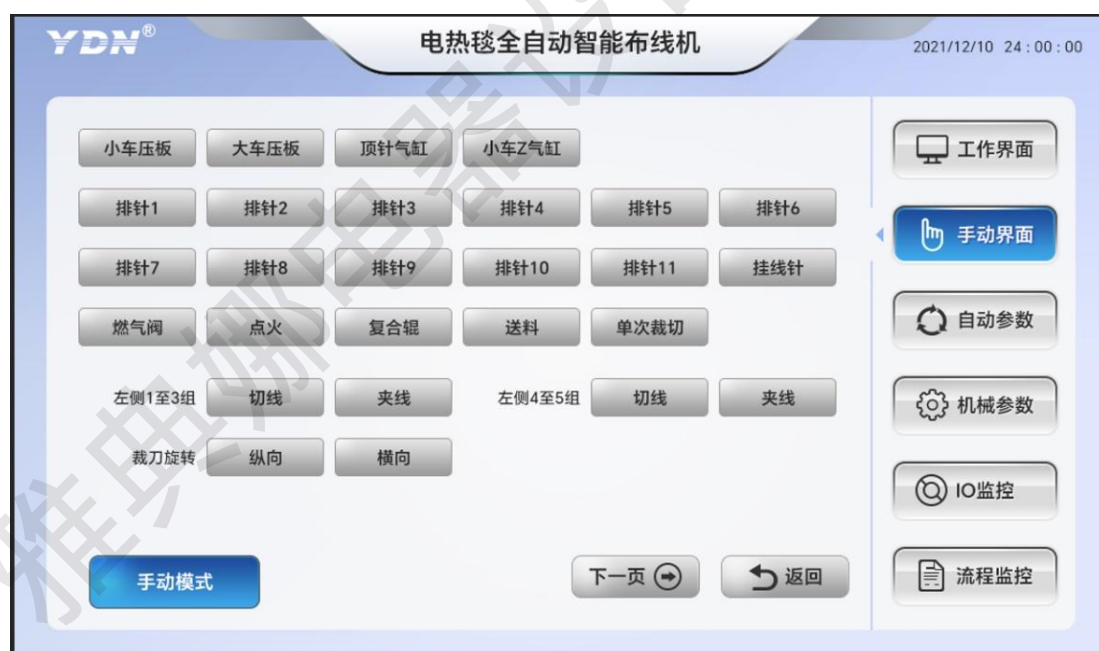 YDN®
电热毯全自动智能布线机
2021/12/10 24:00:00
小车压板 大车压板 顶针气缸 小车Z气缸
排针1 排针2 排针3 排针4 排针5 排针6
排针7 排针8 排针9 排针10 排针11 挂线针
燃气阀 点火 复合辊 送料 单次裁切
左侧1至3组 切线 夹线 左侧4至5组 切线 夹线
裁刀旋转 纵向 横向
手动模式 下一页 返回
工作界面
手动界面
自动参数
机械参数
IO监控
流程监控
雅典娜电器设